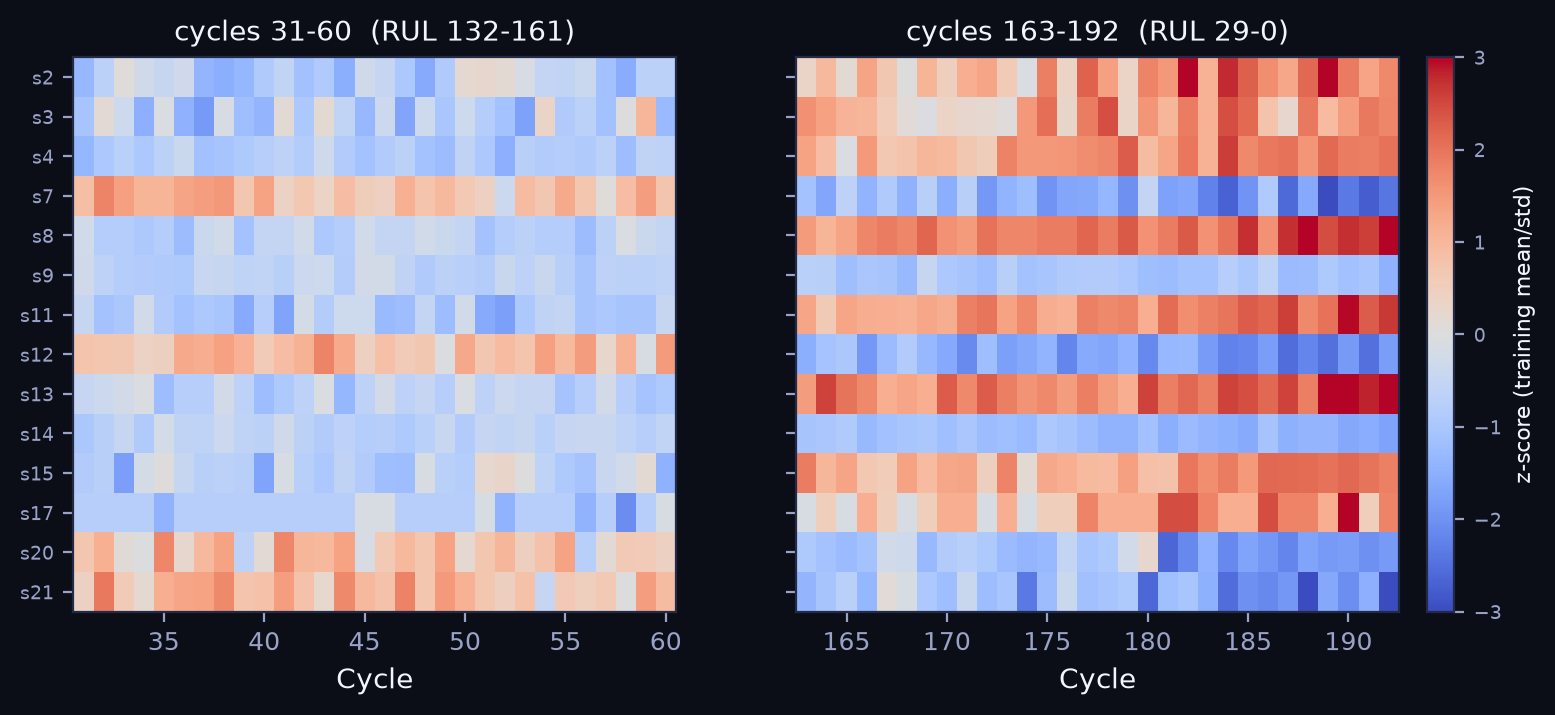 cycles 31-60  (RUL 132-161)
cycles 163-192  (RUL 29-0)
s2
s3
s4
s7
s8
s9
s11
s12
s13
s14
s15
s17
s20
s21
35 40 45 50 55 60
Cycle
165 170 175 180 185 190
Cycle
3
2
1
0
−1
−2
−3
z-score (training mean/std)